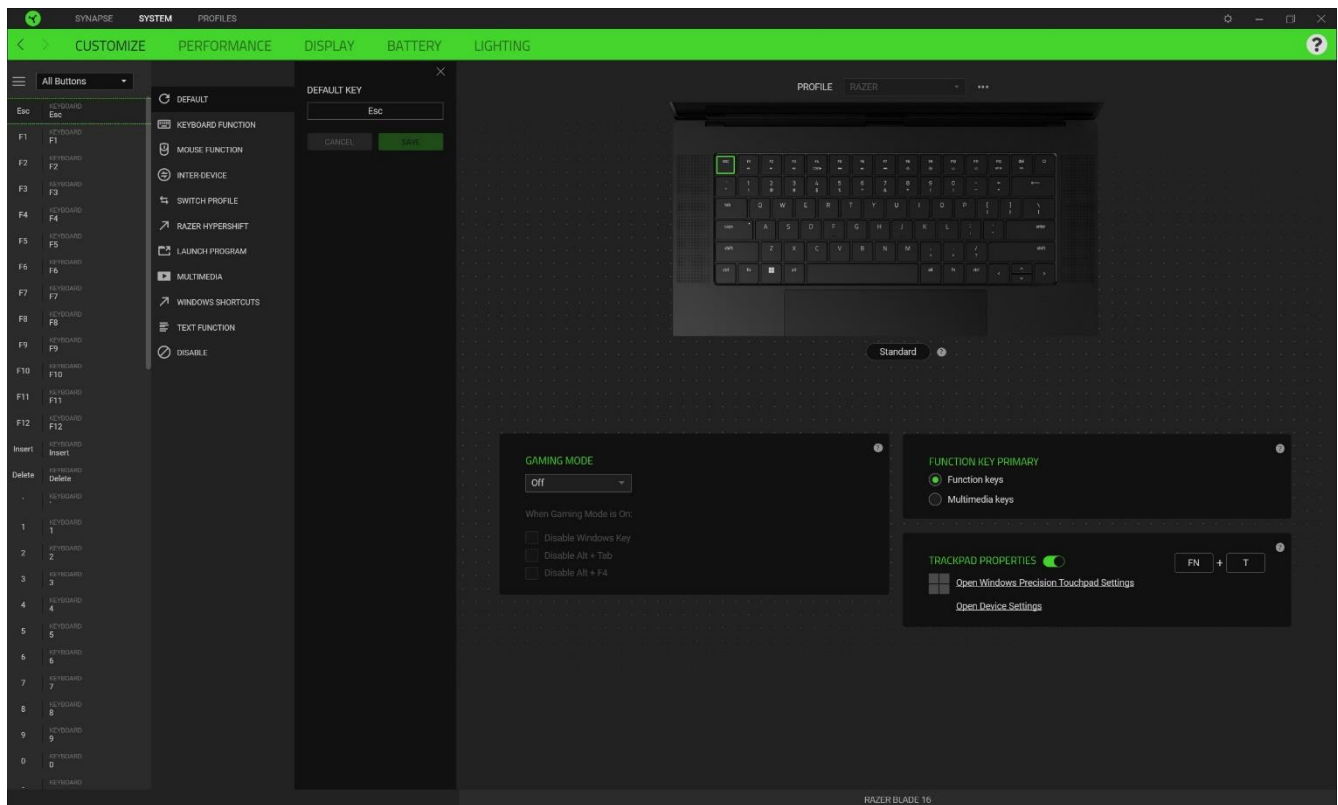 SYNAPSE SYSTEM PROFILES
CUSTOMIZE PERFORMANCE DISPLAY BATTERY LIGHTING ?
All Buttons
Esc KEYBOARD
Esc
F1 KEYBOARD
F1
F2 KEYBOARD
F2
F3 KEYBOARD
F3
F4 KEYBOARD
F4
F5 KEYBOARD
F5
F6 KEYBOARD
F6
F7 KEYBOARD
F7
F8 KEYBOARD
F8
F9 KEYBOARD
F9
F10 KEYBOARD
F10
F11 KEYBOARD
F11
F12 KEYBOARD
F12
Insert KEYBOARD
Insert
Delete KEYBOARD
Delete
KEYBOARD
1 KEYBOARD
1
2 KEYBOARD
2
3 KEYBOARD
3
4 KEYBOARD
4
5 KEYBOARD
5
6 KEYBOARD
6
7 KEYBOARD
7
8 KEYBOARD
8
9 KEYBOARD
9
0 KEYBOARD
0
- KEYBOARD
DEFAULT
KEYBOARD FUNCTION
MOUSE FUNCTION
INTER-DEVICE
SWITCH PROFILE
RAZER HYPERSHIFT
LAUNCH PROGRAM
MULTIMEDIA
WINDOWS SHORTCUTS
TEXT FUNCTION
DISABLE
DEFAULT KEY
Esc
CANCEL SAVE
PROFILE RAZER
Q W E R T Y U I O P
A S D F G H J K L
Z X C V B N M
Standard ?
GAMING MODE ?
Off
When Gaming Mode is On:
Disable Windows Key
Disable Alt + Tab
Disable Alt + F4
FUNCTION KEY PRIMARY ?
Function keys
Multimedia keys
TRACKPAD PROPERTIES FN + T ?
Open Windows Precision Touchpad Settings
Open Device Settings
RAZER BLADE 16